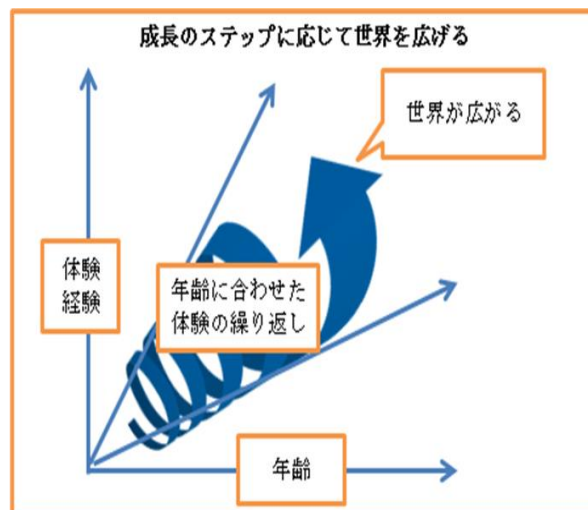 成長のステップに応じて世界を広げる
世界が広がる
体験
経験
年齢に合わせた
体験の繰り返し
年齢